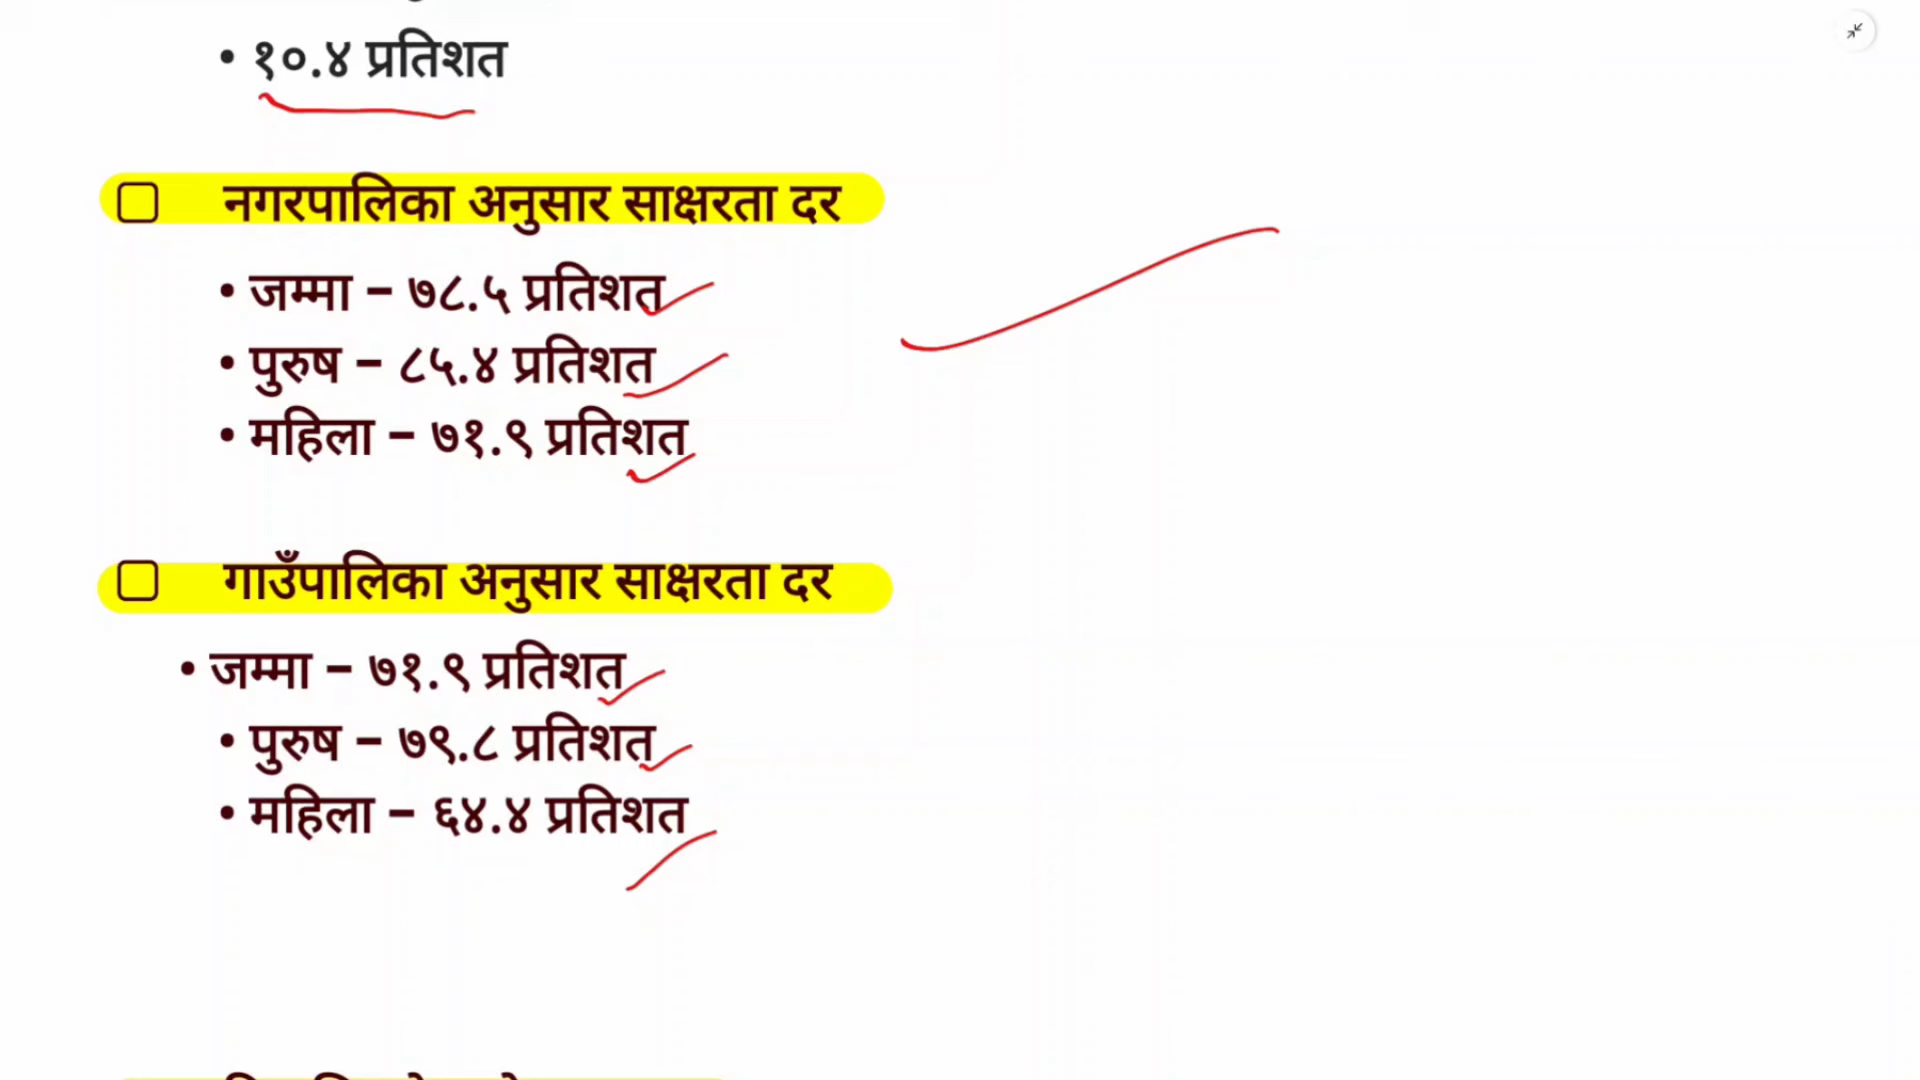 • १०.४ प्रतिशत
नगरपालिका अनुसार साक्षरता दर
• जम्मा – ७८.५ प्रतिशत
• पुरुष – ८५.४ प्रतिशत
• महिला – ७१.९ प्रतिशत
गाउँपालिका अनुसार साक्षरता दर
• जम्मा – ७१.९ प्रतिशत
• पुरुष – ७९.८ प्रतिशत
• महिला – ६४.४ प्रतिशत